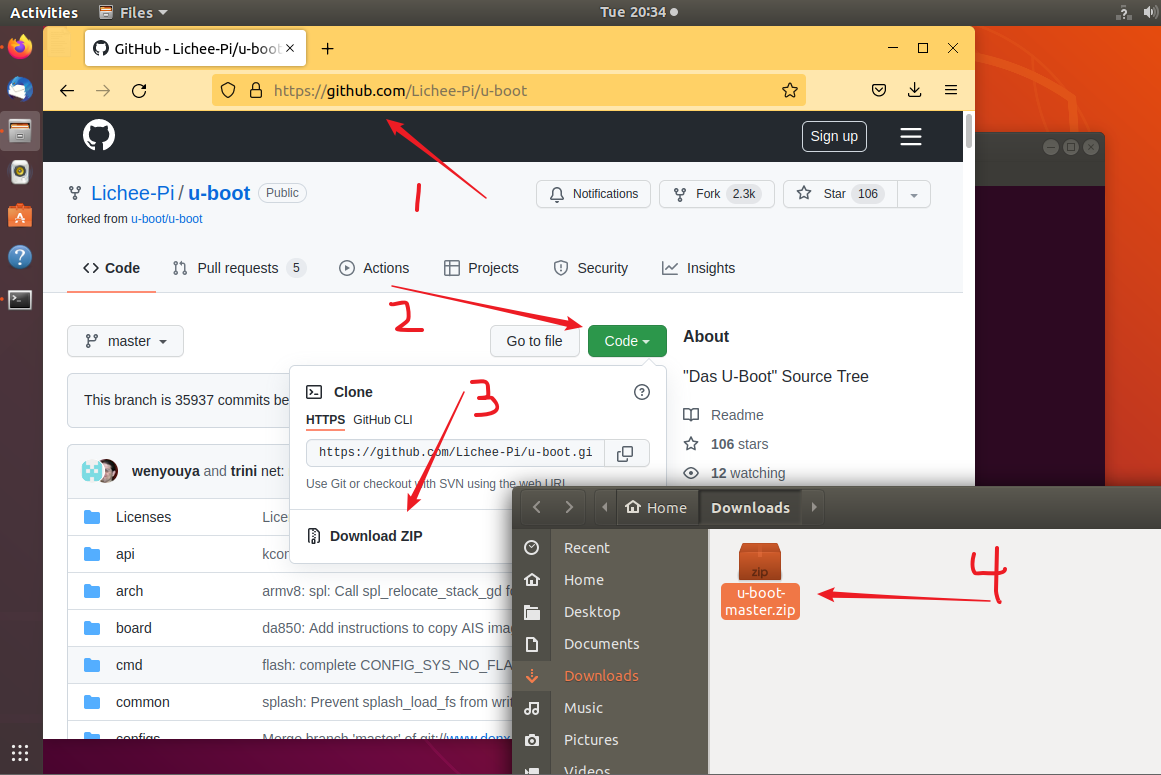 Activities Files Tue 20:34
GitHub - Lichee-Pi/u-boot
https://github.com/Lichee-Pi/u-boot
1
Sign up
Lichee-Pi / u-boot Public
Notifications Fork 2.3k Star 106
forked from u-boot/u-boot
Code Pull requests 5 Actions Projects Security Insights
2
master Go to file Code About
"Das U-Boot" Source Tree
This branch is 35937 commits be
Clone
3
HTTPS GitHub CLI
Readme
https://github.com/Lichee-Pi/u-boot.gi
106 stars
wenyouya and trini net:
12 watching
Use Git or checkout with SVN using the web URL
Download ZIP
Licenses Lice
api kcon
arch armv8: spl: Call spl_relocate_stack_gd fo
board da850: Add instructions to copy AIS imag
cmd flash: complete CONFIG_SYS_NO_FLA
common splash: Prevent splash_load_fs from writ
configs Merge branch 'master' of git://www.denx
Home Downloads
Recent
Home
Desktop
Documents
Downloads
Music
Pictures
Videos
zip
u-boot-
master.zip
4